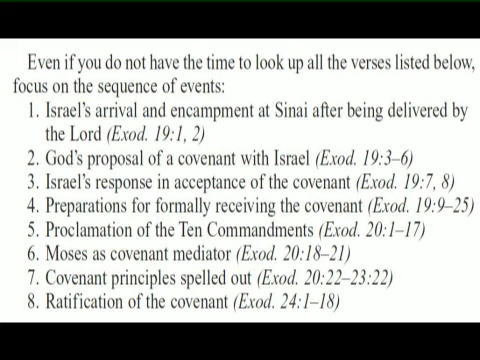 Even if you do not have the time to look up all the verses listed below,
focus on the sequence of events:
1. Israel's arrival and encampment at Sinai after being delivered by
the Lord (Exod. 19:1, 2)
2. God's proposal of a covenant with Israel (Exod. 19:3–6)
3. Israel's response in acceptance of the covenant (Exod. 19:7, 8)
4. Preparations for formally receiving the covenant (Exod. 19:9–25)
5. Proclamation of the Ten Commandments (Exod. 20:1–17)
6. Moses as covenant mediator (Exod. 20:18–21)
7. Covenant principles spelled out (Exod. 20:22–23:22)
8. Ratification of the covenant (Exod. 24:1–18)